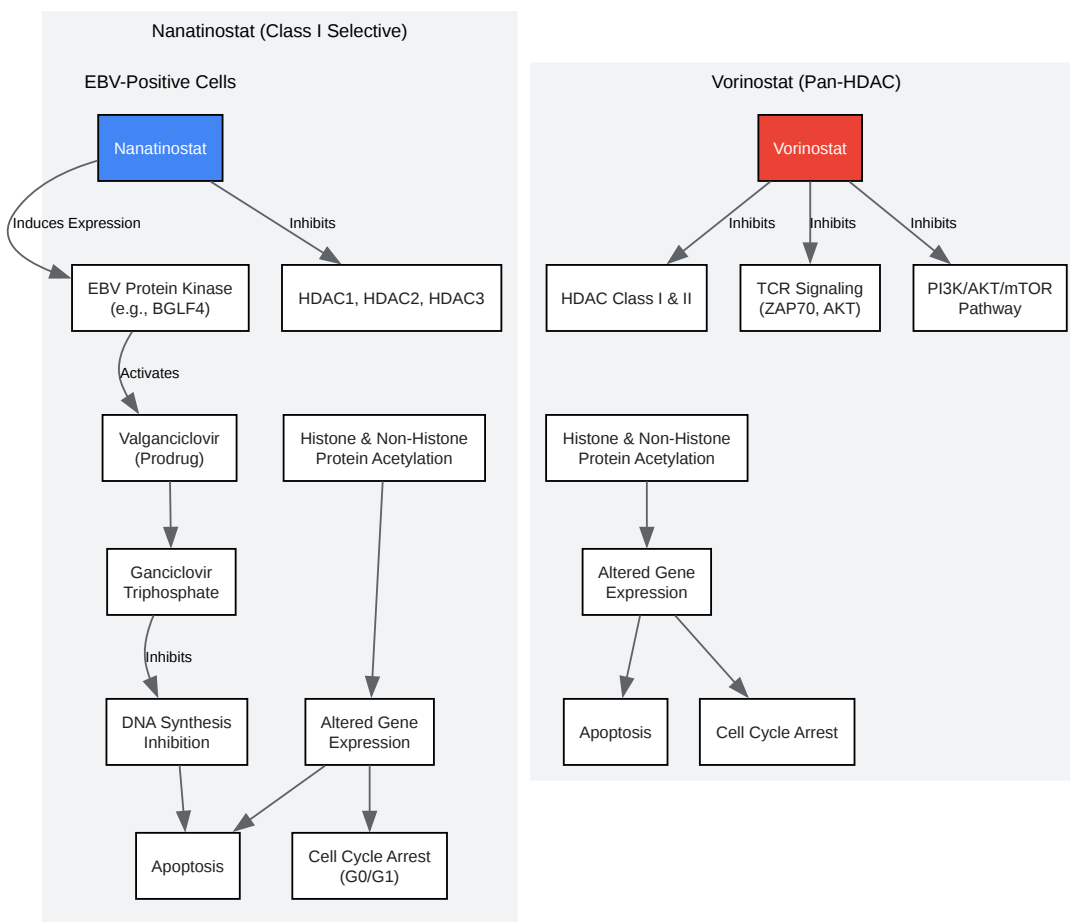 Nanatinostat (Class I Selective)
EBV-Positive Cells
Nanatinostat
Induces Expression
Inhibits
EBV Protein Kinase
(e.g., BGLF4)
HDAC1, HDAC2, HDAC3
Activates
Valganciclovir
(Prodrug)
Histone & Non-Histone
Protein Acetylation
Ganciclovir
Triphosphate
Inhibits
DNA Synthesis
Inhibition
Altered Gene
Expression
Apoptosis
Cell Cycle Arrest
(G0/G1)
Vorinostat (Pan-HDAC)
Vorinostat
Inhibits
Inhibits
Inhibits
HDAC Class I & II
TCR Signaling
(ZAP70, AKT)
PI3K/AKT/mTOR
Pathway
Histone & Non-Histone
Protein Acetylation
Altered Gene
Expression
Apoptosis
Cell Cycle Arrest